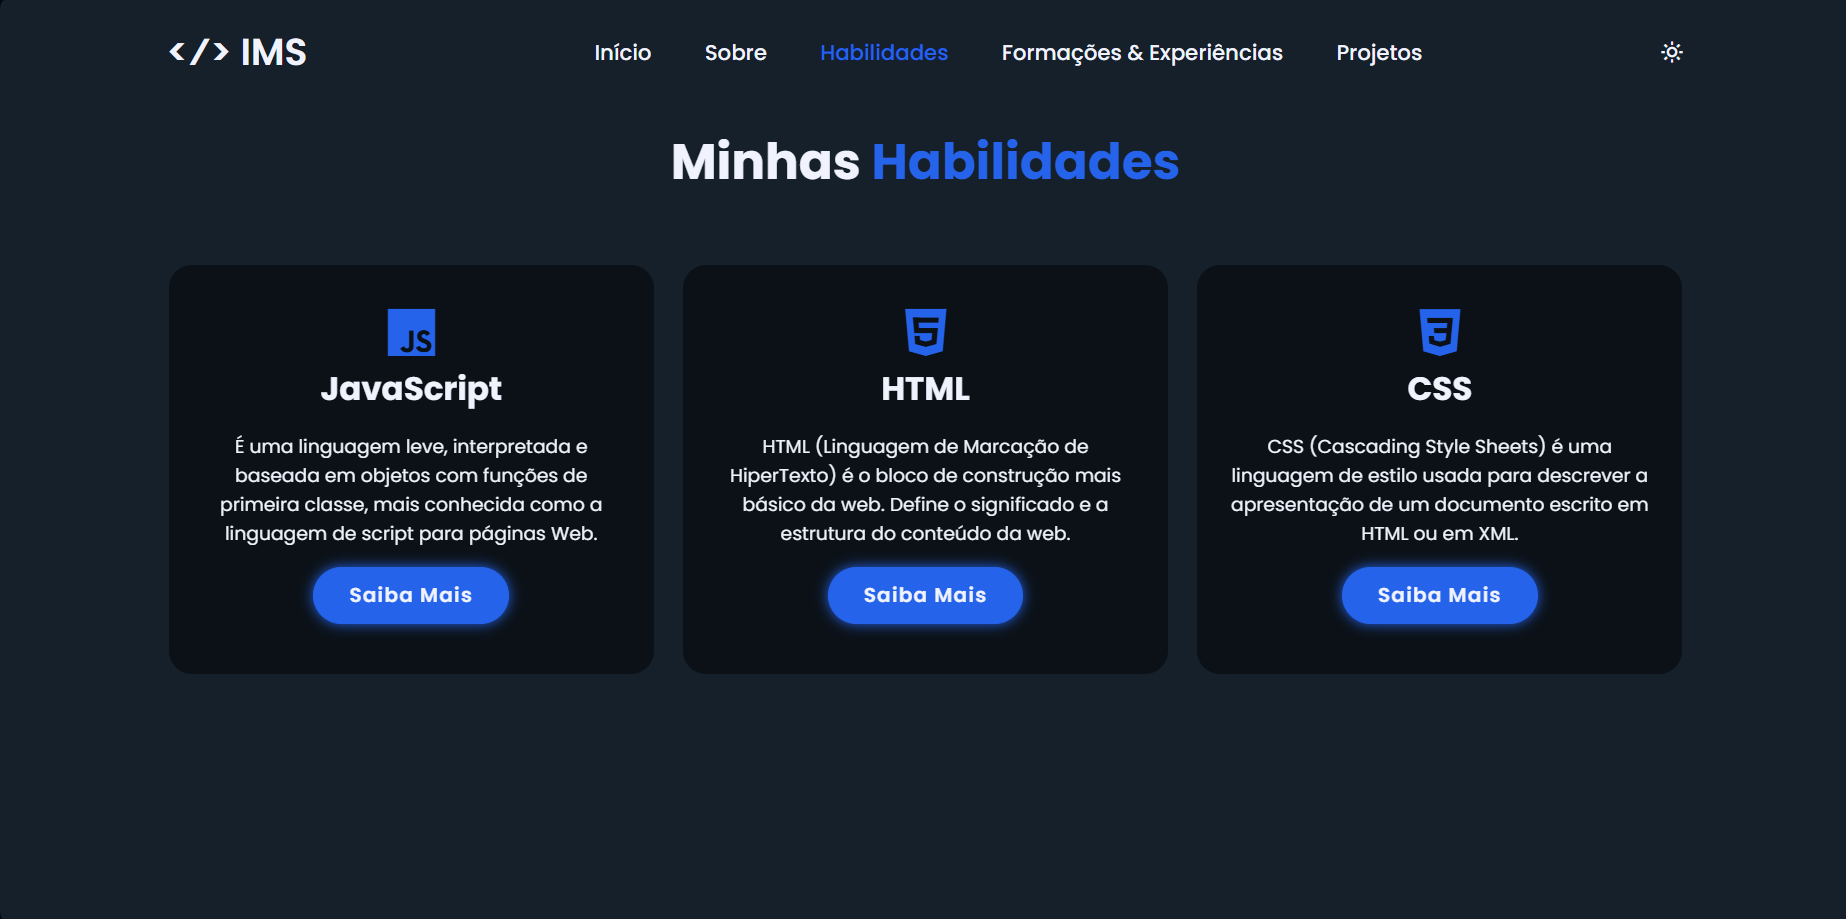 </> IMS
Início
Sobre
Habilidades
Formações & Experiências
Projetos
Minhas Habilidades
JS
JavaScript
É uma linguagem leve, interpretada e
baseada em objetos com funções de
primeira classe, mais conhecida como a
linguagem de script para páginas Web.
Saiba Mais
5
HTML
HTML (Linguagem de Marcação de
HiperTexto) é o bloco de construção mais
básico da web. Define o significado e a
estrutura do conteúdo da web.
Saiba Mais
3
CSS
CSS (Cascading Style Sheets) é uma
linguagem de estilo usada para descrever a
apresentação de um documento escrito em
HTML ou em XML.
Saiba Mais